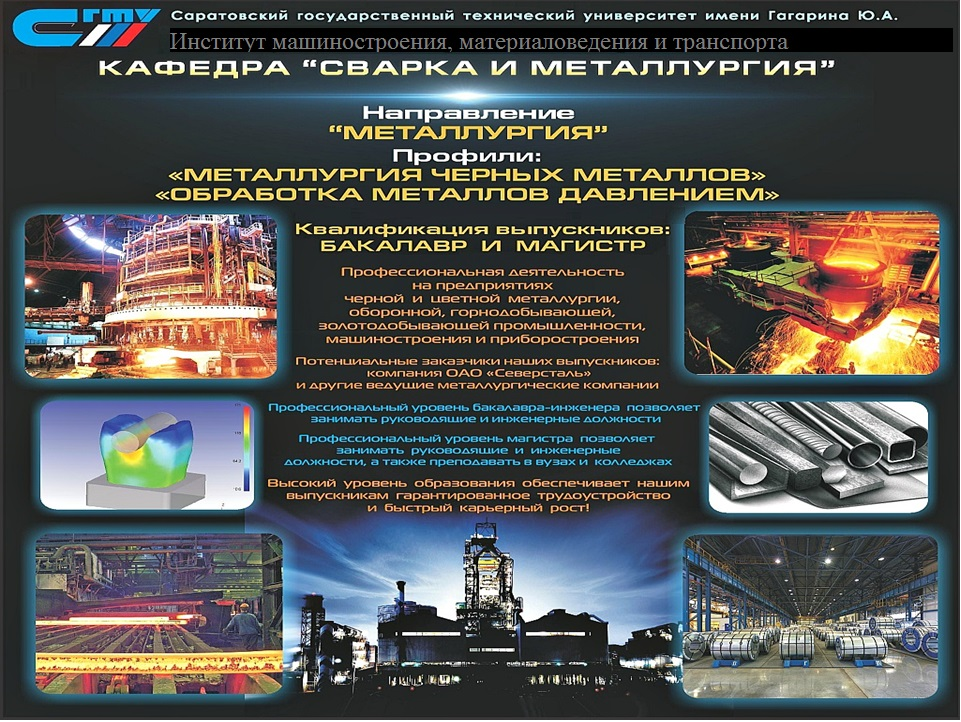 СГТУ
Саратовский государственный технический университет имени Гагарина Ю.А.
Институт машиностроения, материаловедения и транспорта
КАФЕДРА “СВАРКА И МЕТАЛЛУРГИЯ”
Направление
“МЕТАЛЛУРГИЯ”
Профили:
«МЕТАЛЛУРГИЯ ЧЕРНЫХ МЕТАЛЛОВ»
«ОБРАБОТКА МЕТАЛЛОВ ДАВЛЕНИЕМ»
Квалификация выпускников:
БАКАЛАВР И МАГИСТР
Профессиональная деятельность
на предприятиях
черной и цветной металлургии,
оборонной, горнодобывающей,
золотодобывающей промышленности,
машиностроения и приборостроения
Потенциальные заказчики наших выпускников:
компания ОАО «Северсталь»
и другие ведущие металлургические компании
Профессиональный уровень бакалавра-инженера позволяет
занимать руководящие и инженерные должности
Профессиональный уровень магистра позволяет
занимать руководящие и инженерные
должности, а также преподавать в вузах и колледжах
Высокий уровень образования обеспечивает нашим
выпускникам гарантированное трудоустройство
и быстрый карьерный рост!